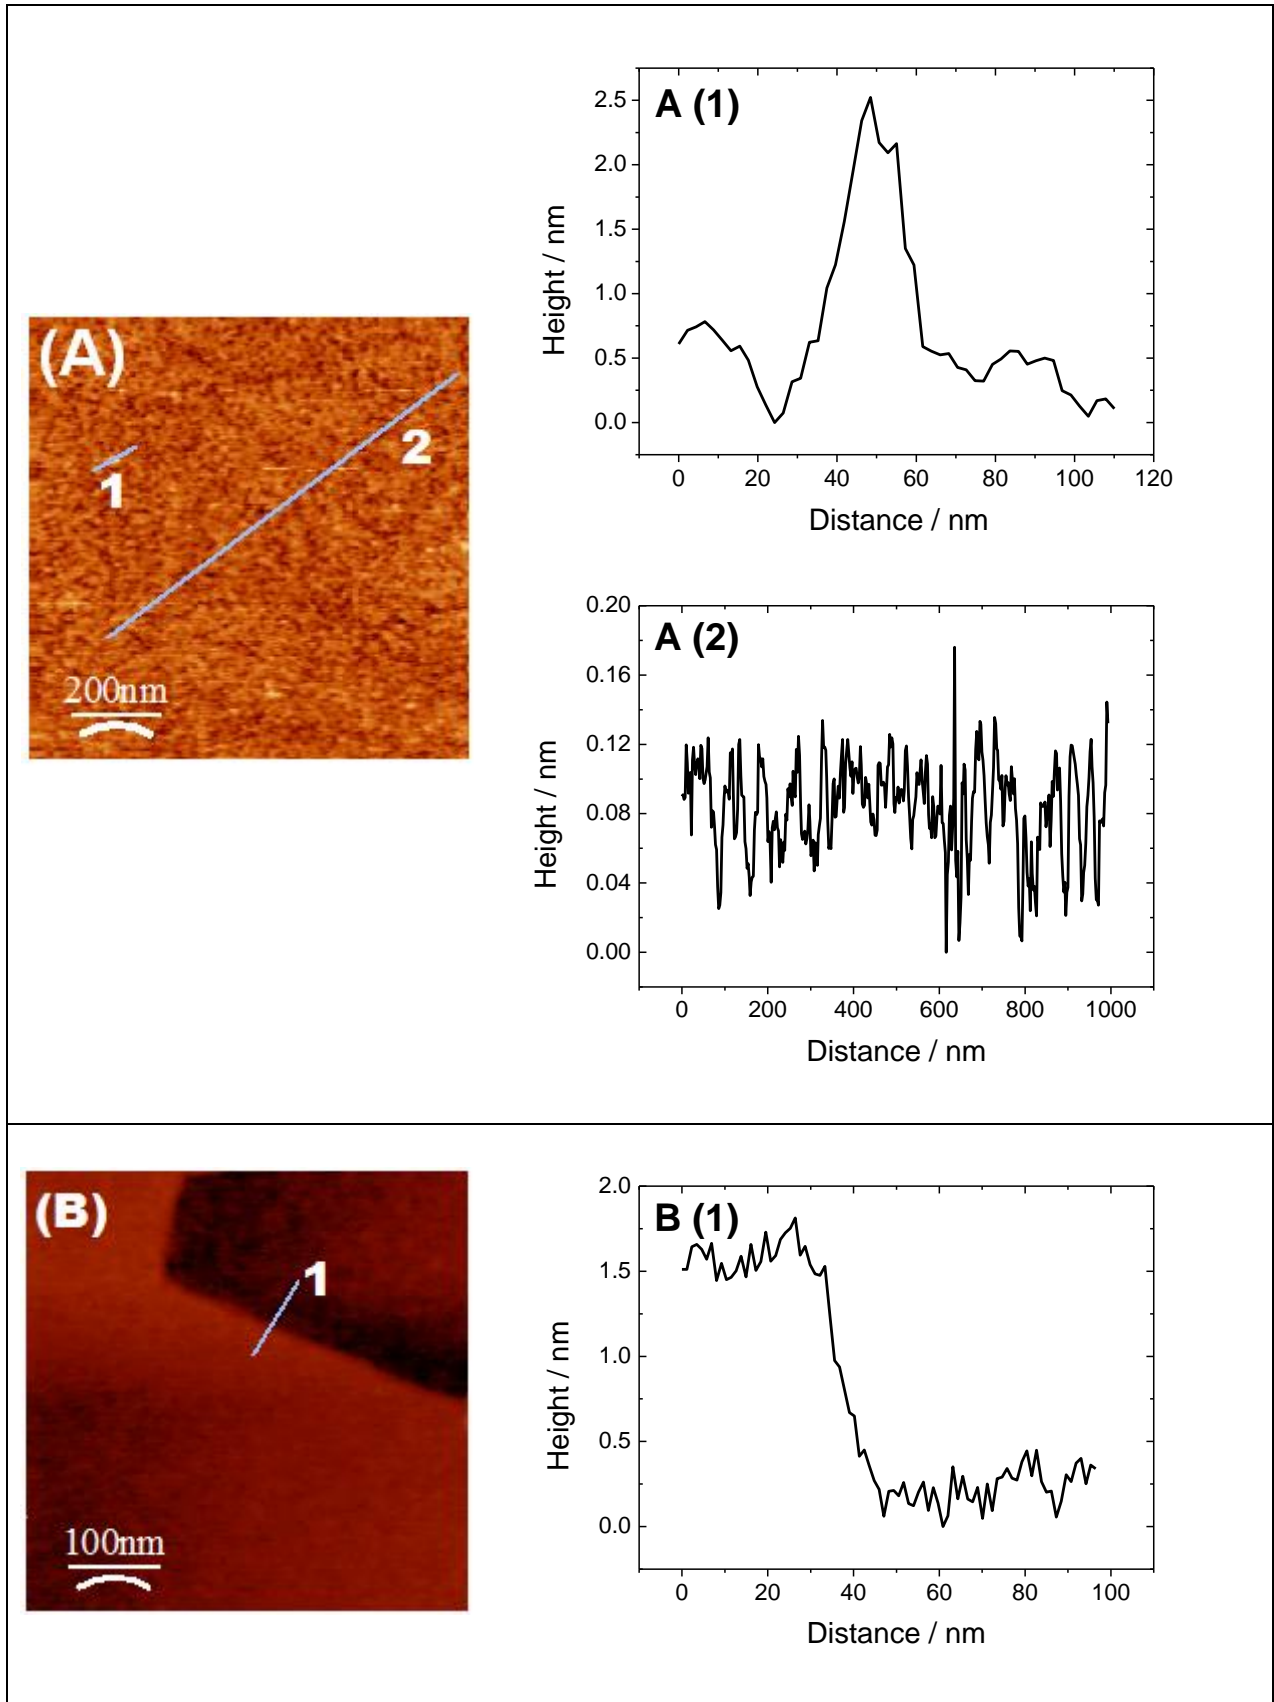 (A)
1
2
200nm
A (1)
2.5
2.0
1.5
1.0
0.5
0.0
Height / nm
0 20 40 60 80 100 120
Distance / nm
A (2)
0.20
0.16
0.12
0.08
0.04
0.00
Height / nm
0 200 400 600 800 1000
Distance / nm
(B)
1
100nm
B (1)
2.0
1.5
1.0
0.5
0.0
Height / nm
0 20 40 60 80 100
Distance / nm